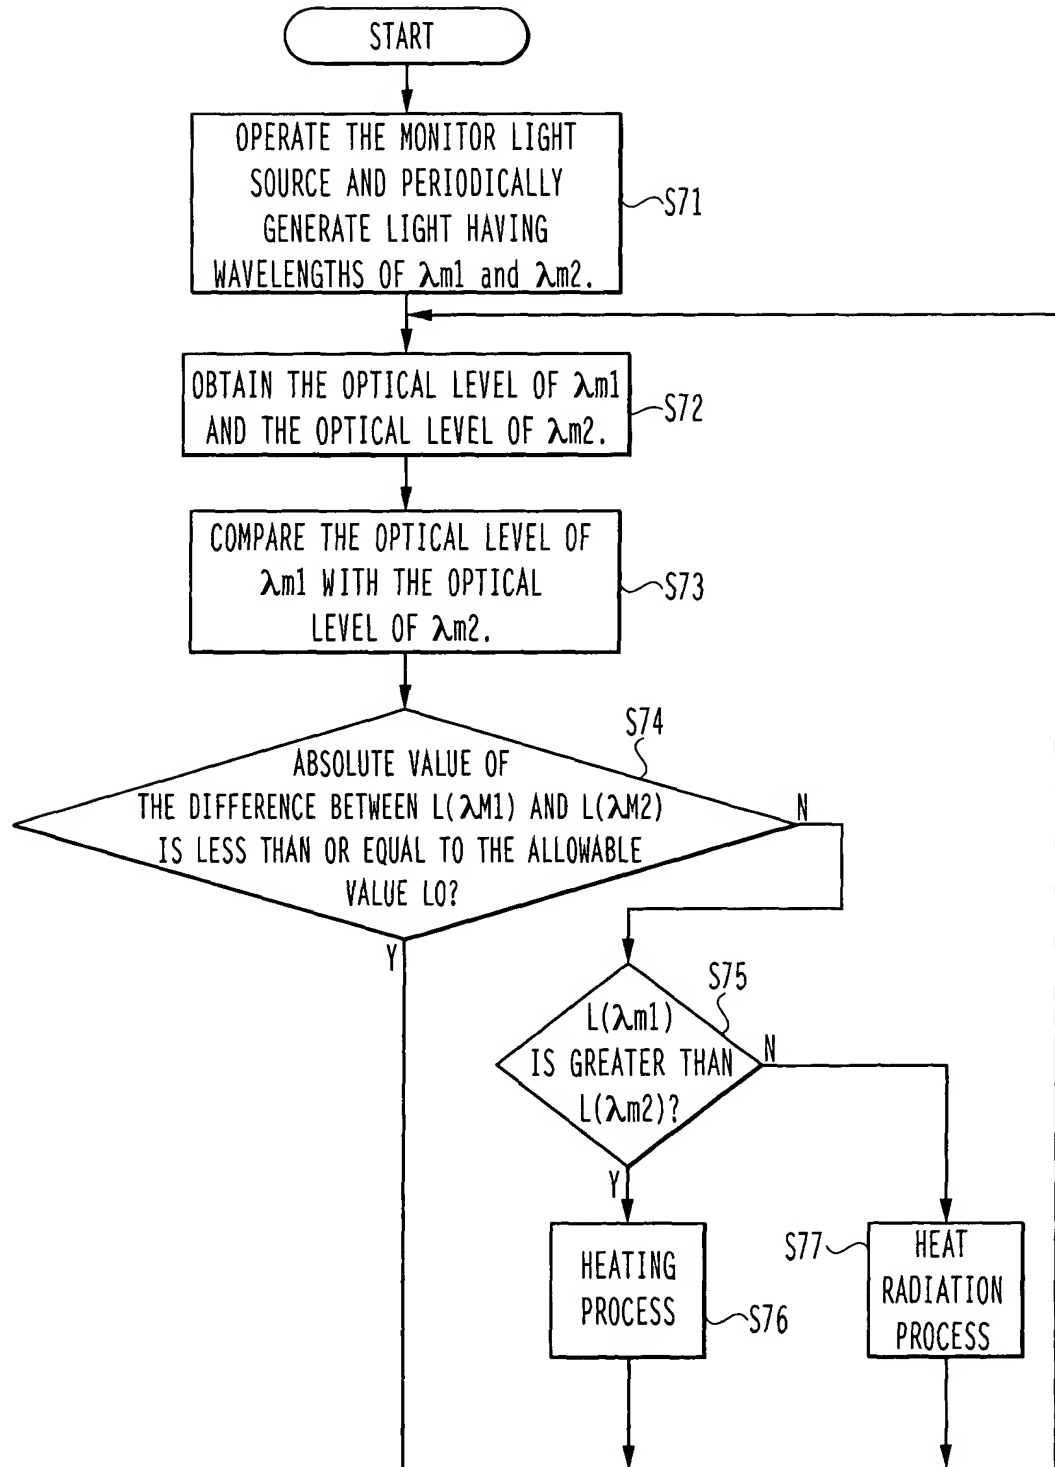 START
OPERATE THE MONITOR LIGHT
SOURCE AND PERIODICALLY
GENERATE LIGHT HAVING
WAVELENGTHS OF λm1 and λm2.
S71
OBTAIN THE OPTICAL LEVEL OF λm1
AND THE OPTICAL LEVEL OF λm2.
S72
COMPARE THE OPTICAL LEVEL OF
λm1 WITH THE OPTICAL
LEVEL OF λm2.
S73
S74
ABSOLUTE VALUE OF
THE DIFFERENCE BETWEEN L(λM1) AND L(λM2)
IS LESS THAN OR EQUAL TO THE ALLOWABLE
VALUE LO?
N
Y
S75
L(λm1)
IS GREATER THAN
L(λm2)?
N
Y
HEATING
PROCESS
S76
S77
HEAT
RADIATION
PROCESS